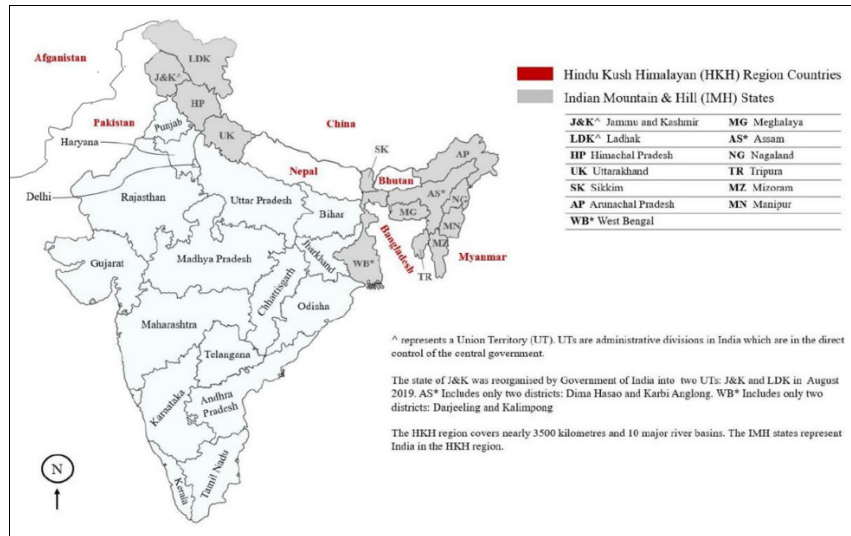 Afganistan
LDK
J&K^
HP
Pakistan
Punjab
China
UK
Haryana
SK
AP
Nepal
Bhutan
Delhi
Rajasthan
Uttar Pradesh
AS*
NG
Bihar
MG
MN
Bangladesh
Jharkhand
MZ
Gujarat
Madhya Pradesh
WB*
Myanmar
TR
Chhattisgarh
Odisha
Maharashtra
Telangana
Karnataka
Andhra
Pradesh
Kerala
Tamil Nadu
N
Hindu Kush Himalayan (HKH) Region Countries
Indian Mountain & Hill (IMH) States
J&K^ Jammu and Kashmir MG Meghalaya
LDK^ Ladhak AS* Assam
HP Himachal Pradesh NG Nagaland
UK Uttarakhand TR Tripura
SK Sikkim MZ Mizoram
AP Arunachal Pradesh MN Manipur
WB* West Bengal
^ represents a Union Territory (UT). UTs are administrative divisions in India which are in the direct
control of the central government.
The state of J&K was reorganised by Government of India into two UTs: J&K and LDK in August
2019. AS* Includes only two districts: Dima Hasao and Karbi Anglong. WB* Includes only two
districts: Darjeeling and Kalimpong
The HKH region covers nearly 3500 kilometres and 10 major river basins. The IMH states represent
India in the HKH region.